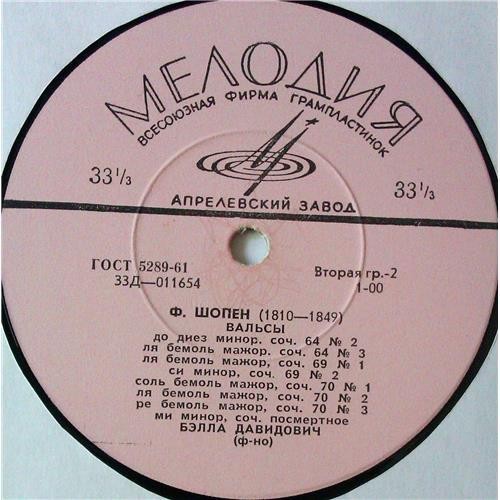 МЕЛОДИЯ
ВСЕСОЮЗНАЯ ФИРМА ГРАМПЛАСТИНОК
33⅓
33⅓
АПРЕЛЕВСКИЙ ЗАВОД
ГОСТ 5289-61
33Д—011654
Вторая гр.-2
1-00
Ф. ШОПЕН (1810—1849)
ВАЛЬСЫ
до диез минор, соч. 64 № 2
ля бемоль мажор, соч. 64 № 3
ля бемоль мажор, соч. 69 № 1
си минор, соч. 69 № 2
соль бемоль мажор, соч. 70 № 1
ля бемоль мажор, соч. 70 № 2
ре бемоль мажор, соч. 70 № 3
ми минор, соч. посмертное
БЭЛЛА ДАВИДОВИЧ
(ф-но)